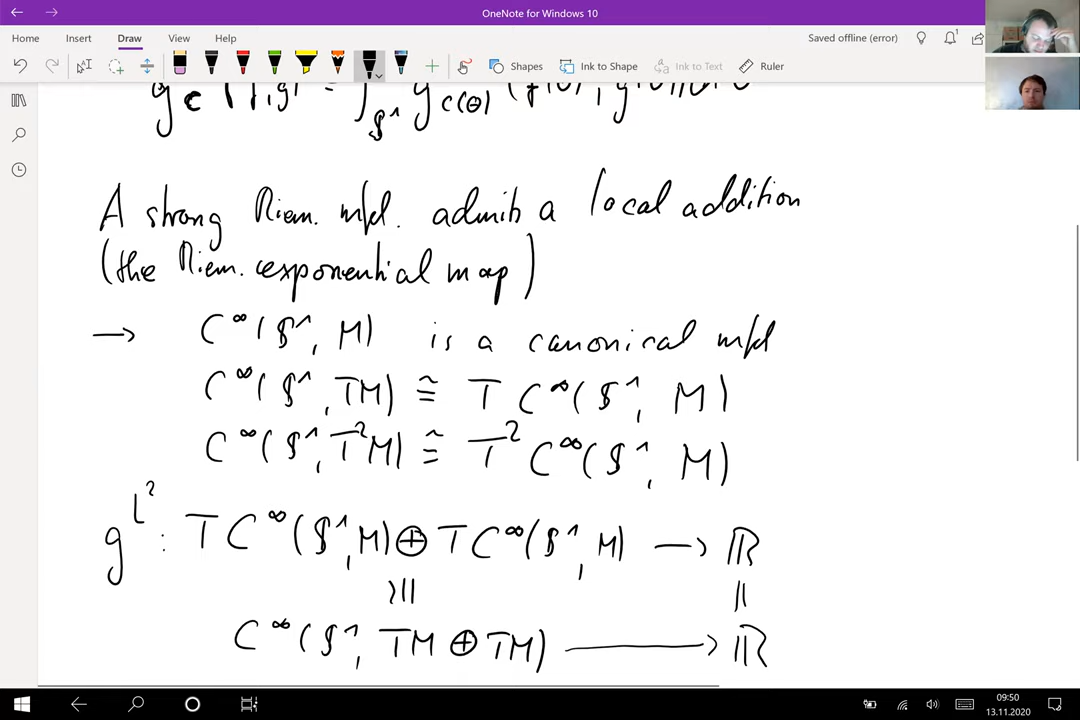 OneNote for Windows 10
Home Insert Draw View Help Saved offline (error)
Shapes Ink to Shape Ink to Text Ruler
A strong Riem. mfd. admits a local addition
(the Riem. exponential map)
→ C^∞(S^1, M) is a canonical mfd
C^∞(S^1, TM) ≅ T C^∞(S^1, M)
C^∞(S^1, T^2M) ≅ T^2 C^∞(S^1, M)
g^{L^2} : T C^∞(S^1, M) ⊕ T C^∞(S^1, M) → ℝ
≅ =
C^∞(S^1, TM ⊕ TM) → ℝ
09:50
13.11.2020